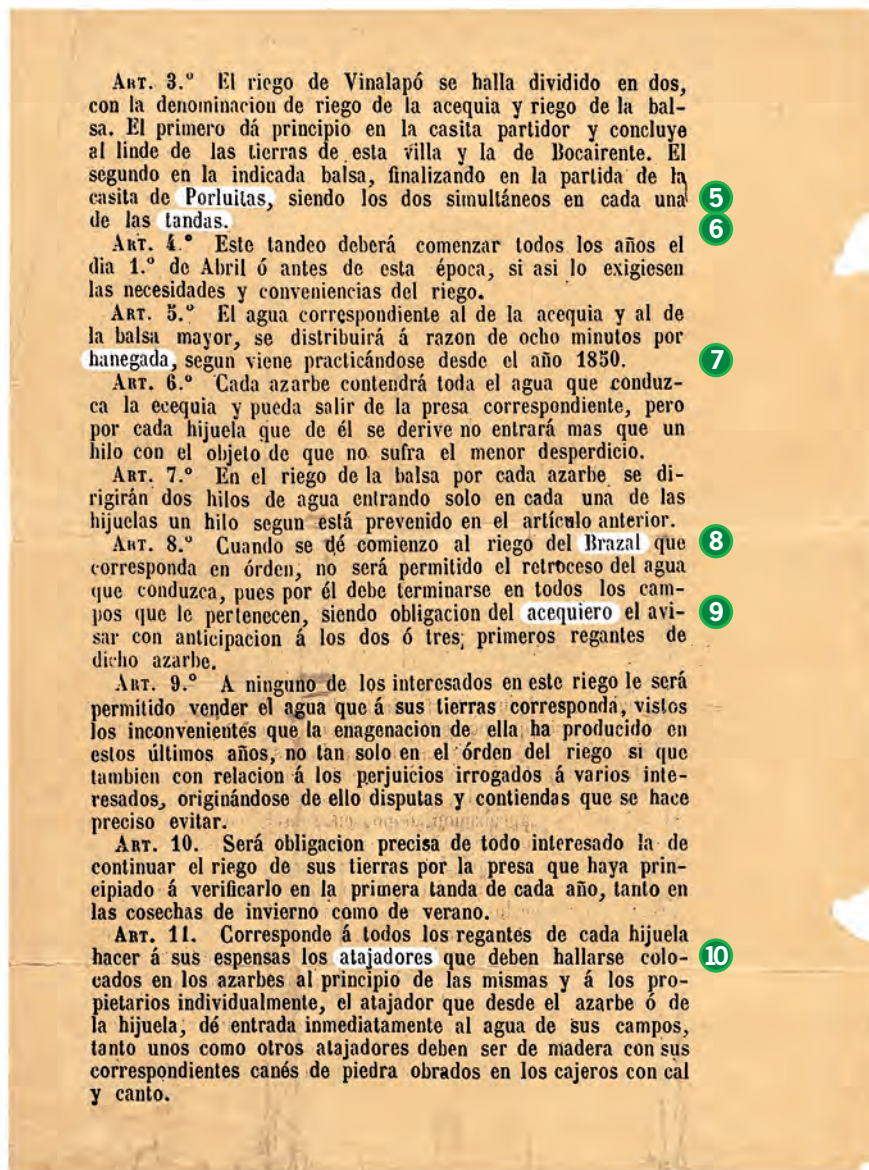 ART. 3.º El riego de Vinalapó se halla dividido en dos,
con la denominacion de riego de la acequia y riego de la bal-
sa. El primero dá principio en la casita partidor y concluye
al linde de las tierras de esta villa y la de Bocairente. El
segundo en la indicada balsa, finalizando en la partida de la
casita de Porluitas, siendo los dos simultáneos en cada una 5
de las tandas. 6
ART. 4.º Este tandeo deberá comenzar todos los años el
dia 1.º de Abril ó antes de esta época, si asi lo exigiesen
las necesidades y conveniencias del riego.
ART. 5.º El agua correspondiente al de la acequia y al de
la balsa mayor, se distribuirá á razon de ocho minutos por
hanegada, segun viene practicándose desde el año 1850. 7
ART. 6.º Cada azarbe contendrá toda el agua que conduz-
ca la ecequia y pueda salir de la presa correspondiente, pero
por cada hijuela que de él se derive no entrará mas que un
hilo con el objeto de que no sufra el menor desperdicio.
ART. 7.º En el riego de la balsa por cada azarbe se di-
rigirán dos hilos de agua entrando solo en cada una de las
hijuelas un hilo segun está prevenido en el artículo anterior.
ART. 8.º Cuando se dé comienzo al riego del Brazal que 8
corresponda en órden, no será permitido el retroceso del agua
que conduzca, pues por él debe terminarse en todos los cam-
pos que le pertenecen, siendo obligacion del acequiero el avi- 9
sar con anticipacion á los dos ó tres; primeros regantes de
dicho azarbe.
ART. 9.º A ninguno de los interesados en este riego le será
permitido vender el agua que á sus tierras corresponda, vistos
los inconvenientes que la enagenacion de ella ha producido en
estos últimos años, no tan solo en el órden del riego si que
tambien con relacion á los perjuicios irrogados á varios inte-
resados, originándose de ello disputas y contiendas que se hace
preciso evitar.
ART. 10. Será obligacion precisa de todo interesado la de
continuar el riego de sus tierras por la presa que haya prin-
cipiado á verificarlo en la primera tanda de cada año, tanto en
las cosechas de invierno como de verano.
ART. 11. Corresponde á todos los regantes de cada hijuela
hacer á sus espensas los atajadores que deben hallarse colo- 10
cados en los azarbes al principio de las mismas y á los pro-
pietarios individualmente, el atajador que desde el azarbe ó de
la hijuela, dé entrada inmediatamente al agua de sus campos,
tanto unos como otros atajadores deben ser de madera con sus
correspondientes canés de piedra obrados en los cajeros con cal
y canto.